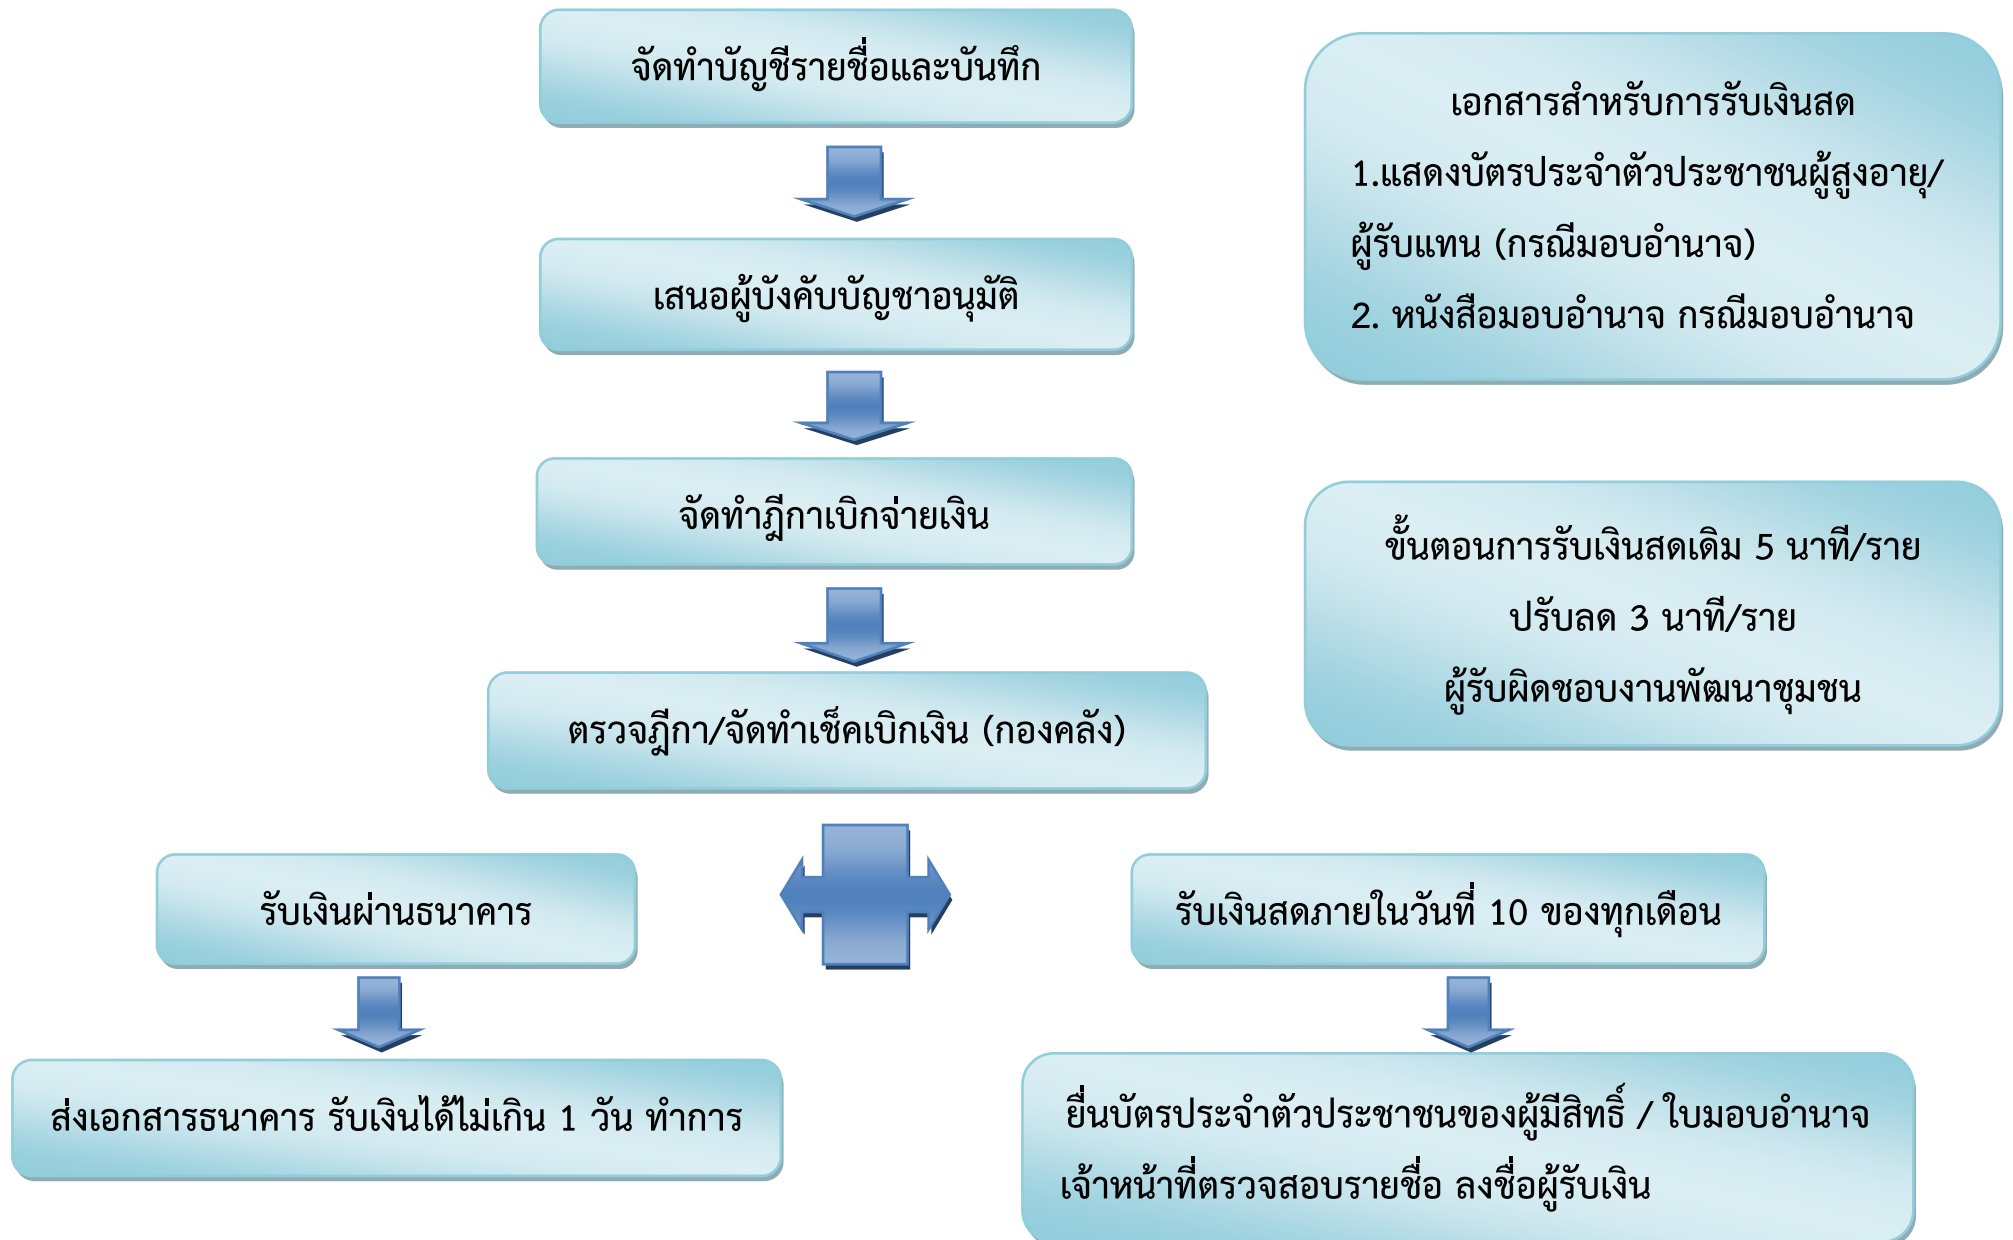 จัดทำบัญชีรายชื่อและบันทึก
เสนอผู้บังคับบัญชาอนุมัติ
จัดทำฎีกาเบิกจ่ายเงิน
ตรวจฎีกา/จัดทำเช็คเบิกเงิน (กองคลัง)
รับเงินผ่านธนาคาร
ส่งเอกสารธนาคาร รับเงินได้ไม่เกิน 1 วัน ทำการ
รับเงินสดภายในวันที่ 10 ของทุกเดือน
ยื่นบัตรประจำตัวประชาชนของผู้มีสิทธิ์ / ใบมอบอำนาจ
เจ้าหน้าที่ตรวจสอบรายชื่อ ลงชื่อผู้รับเงิน
เอกสารสำหรับการรับเงินสด
1.แสดงบัตรประจำตัวประชาชนผู้สูงอายุ/
ผู้รับแทน (กรณีมอบอำนาจ)
2. หนังสือมอบอำนาจ กรณีมอบอำนาจ
ขั้นตอนการรับเงินสดเดิม 5 นาที/ราย
ปรับลด 3 นาที/ราย
ผู้รับผิดชอบงานพัฒนาชุมชน